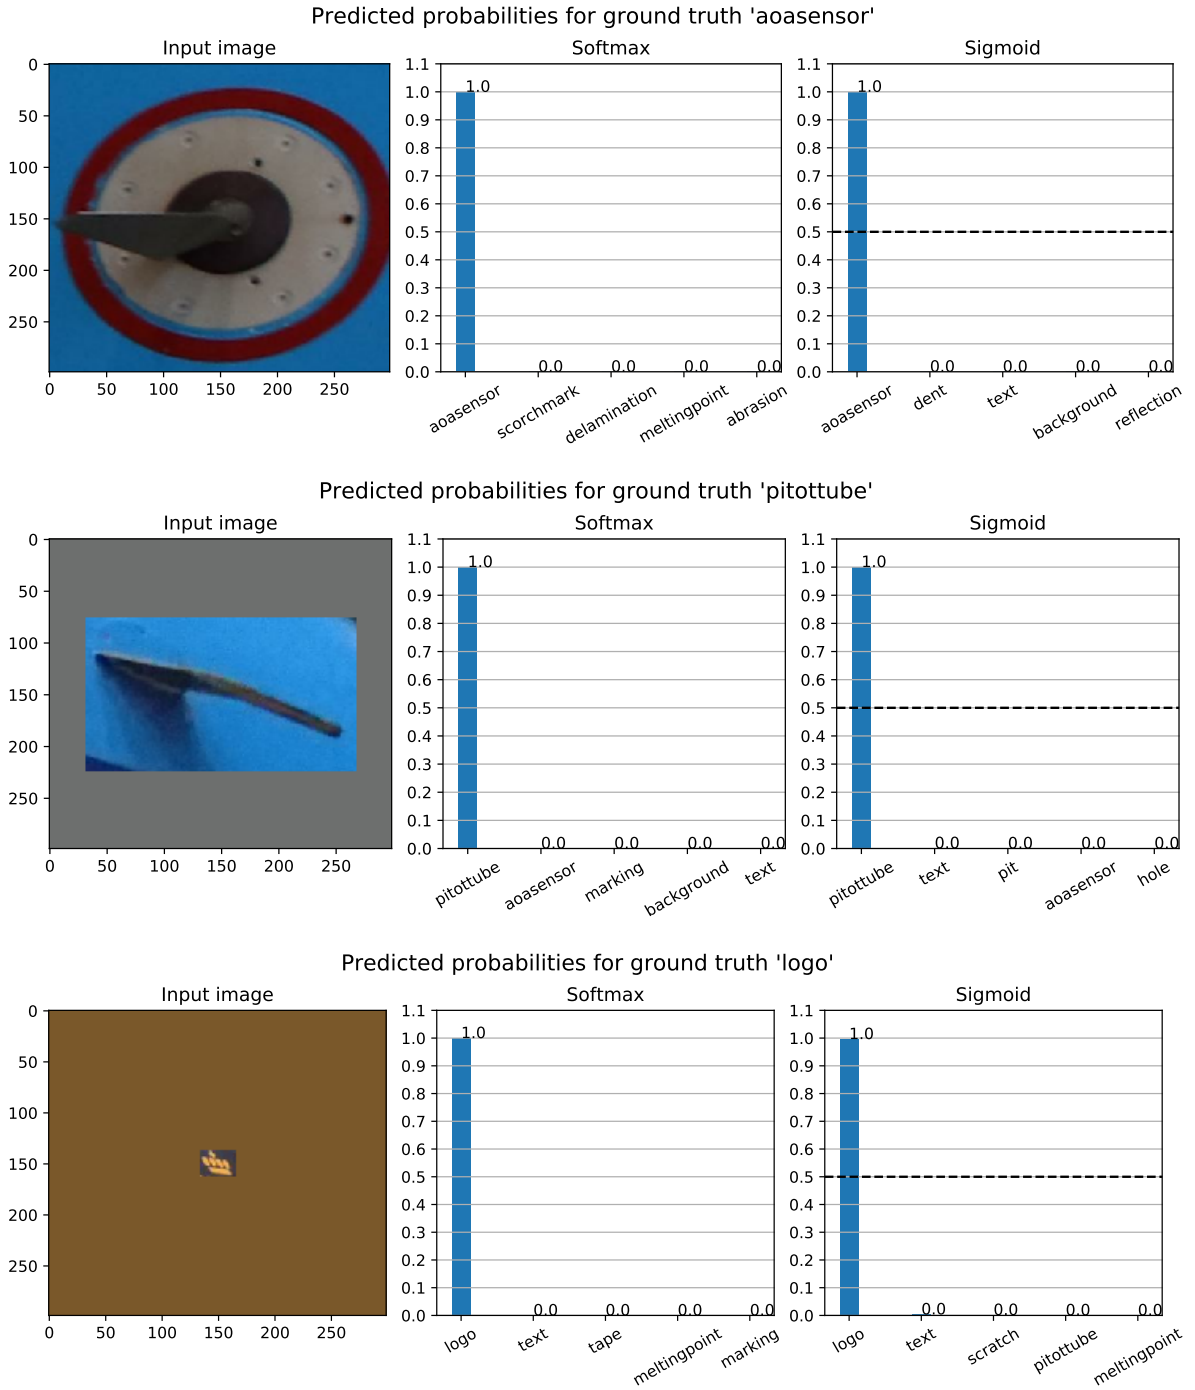 Predicted probabilities for ground truth 'aoasensor'
Input image Softmax Sigmoid
0 50 100 150 200 250
0 50 100 150 200 250
1.1 1.0 0.9 0.8 0.7 0.6 0.5 0.4 0.3 0.2 0.1 0.0
1.0 0.0 0.0 0.0 0.0
aoasensor scorchmark delamination meltingpoint abrasion
1.1 1.0 0.9 0.8 0.7 0.6 0.5 0.4 0.3 0.2 0.1 0.0
1.0 0.0 0.0 0.0 0.0
aoasensor dent text background reflection
Predicted probabilities for ground truth 'pitottube'
Input image Softmax Sigmoid
0 50 100 150 200 250
0 50 100 150 200 250
1.1 1.0 0.9 0.8 0.7 0.6 0.5 0.4 0.3 0.2 0.1 0.0
1.0 0.0 0.0 0.0 0.0
pitottube aoasensor marking background text
1.1 1.0 0.9 0.8 0.7 0.6 0.5 0.4 0.3 0.2 0.1 0.0
1.0 0.0 0.0 0.0 0.0
pitottube text pit aoasensor hole
Predicted probabilities for ground truth 'logo'
Input image Softmax Sigmoid
0 50 100 150 200 250
0 50 100 150 200 250
1.1 1.0 0.9 0.8 0.7 0.6 0.5 0.4 0.3 0.2 0.1 0.0
1.0 0.0 0.0 0.0 0.0
logo text tape meltingpoint marking
1.1 1.0 0.9 0.8 0.7 0.6 0.5 0.4 0.3 0.2 0.1 0.0
1.0 0.0 0.0 0.0 0.0
logo text scratch pitottube meltingpoint